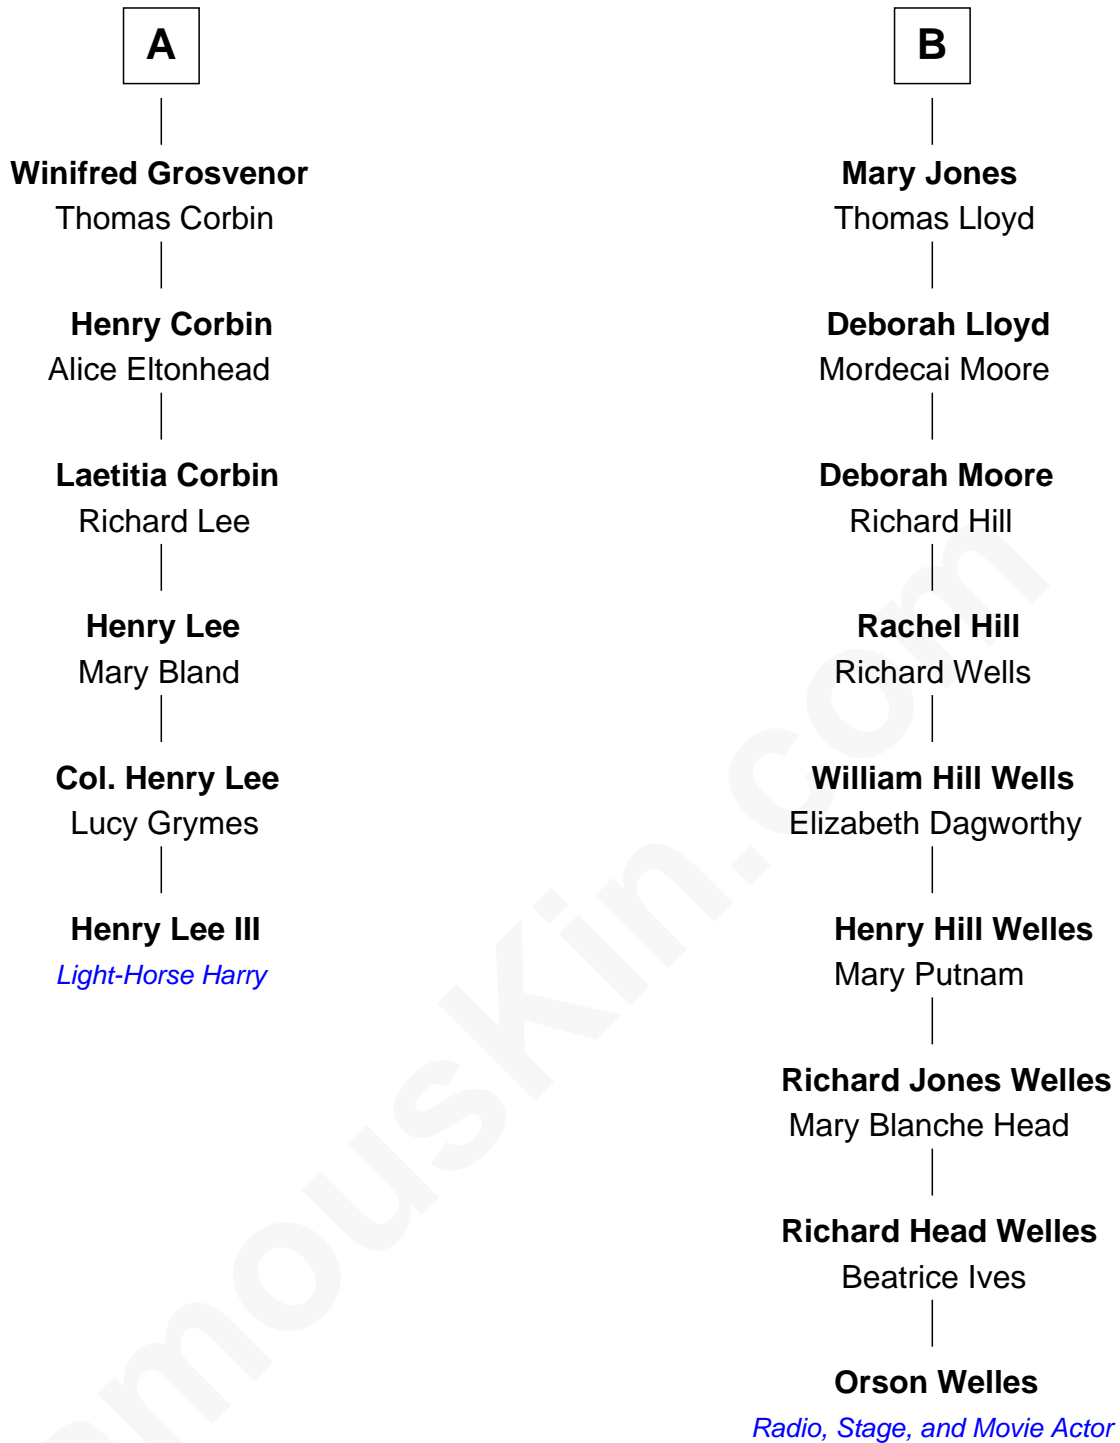 A
Winifred Grosvenor
Thomas Corbin
Henry Corbin
Alice Eltonhead
Laetitia Corbin
Richard Lee
Henry Lee
Mary Bland
Col. Henry Lee
Lucy Grymes
Henry Lee III
Light-Horse Harry
B
Mary Jones
Thomas Lloyd
Deborah Lloyd
Mordecai Moore
Deborah Moore
Richard Hill
Rachel Hill
Richard Wells
William Hill Wells
Elizabeth Dagworthy
Henry Hill Welles
Mary Putnam
Richard Jones Welles
Mary Blanche Head
Richard Head Welles
Beatrice Ives
Orson Welles
Radio, Stage, and Movie Actor
amouskin.com